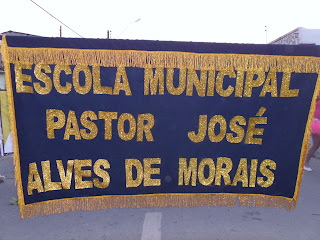 ESCOLA MUNICIPAL
PASTOR JOSÉ
ALVES DE MORAIS